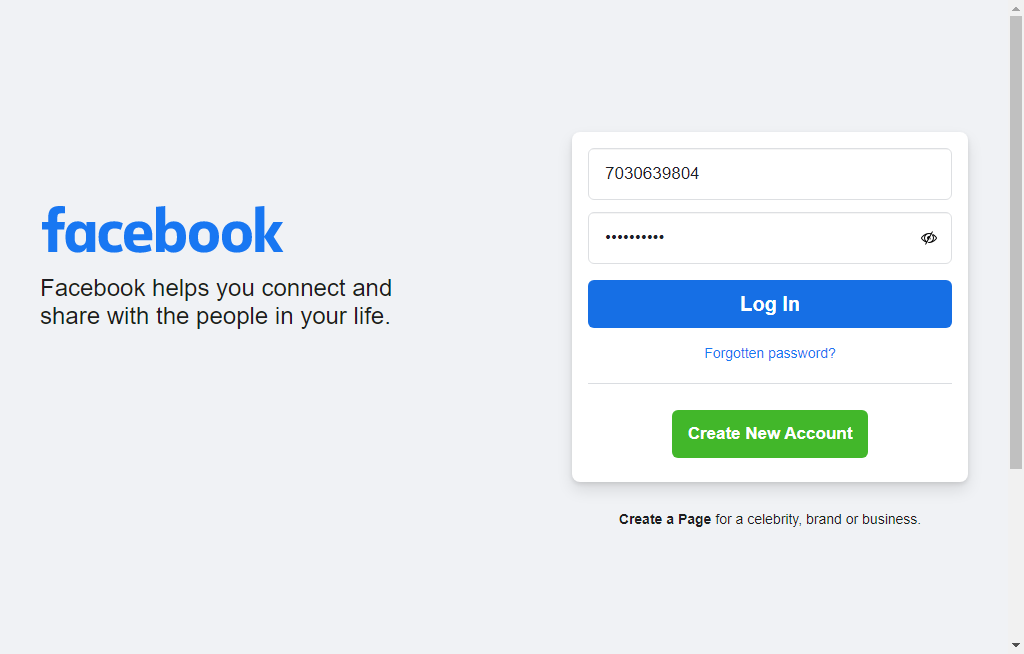 facebook
Facebook helps you connect and
share with the people in your life.
7030639804
••••••••••
Log In
Forgotten password?
Create New Account
Create a Page for a celebrity, brand or business.